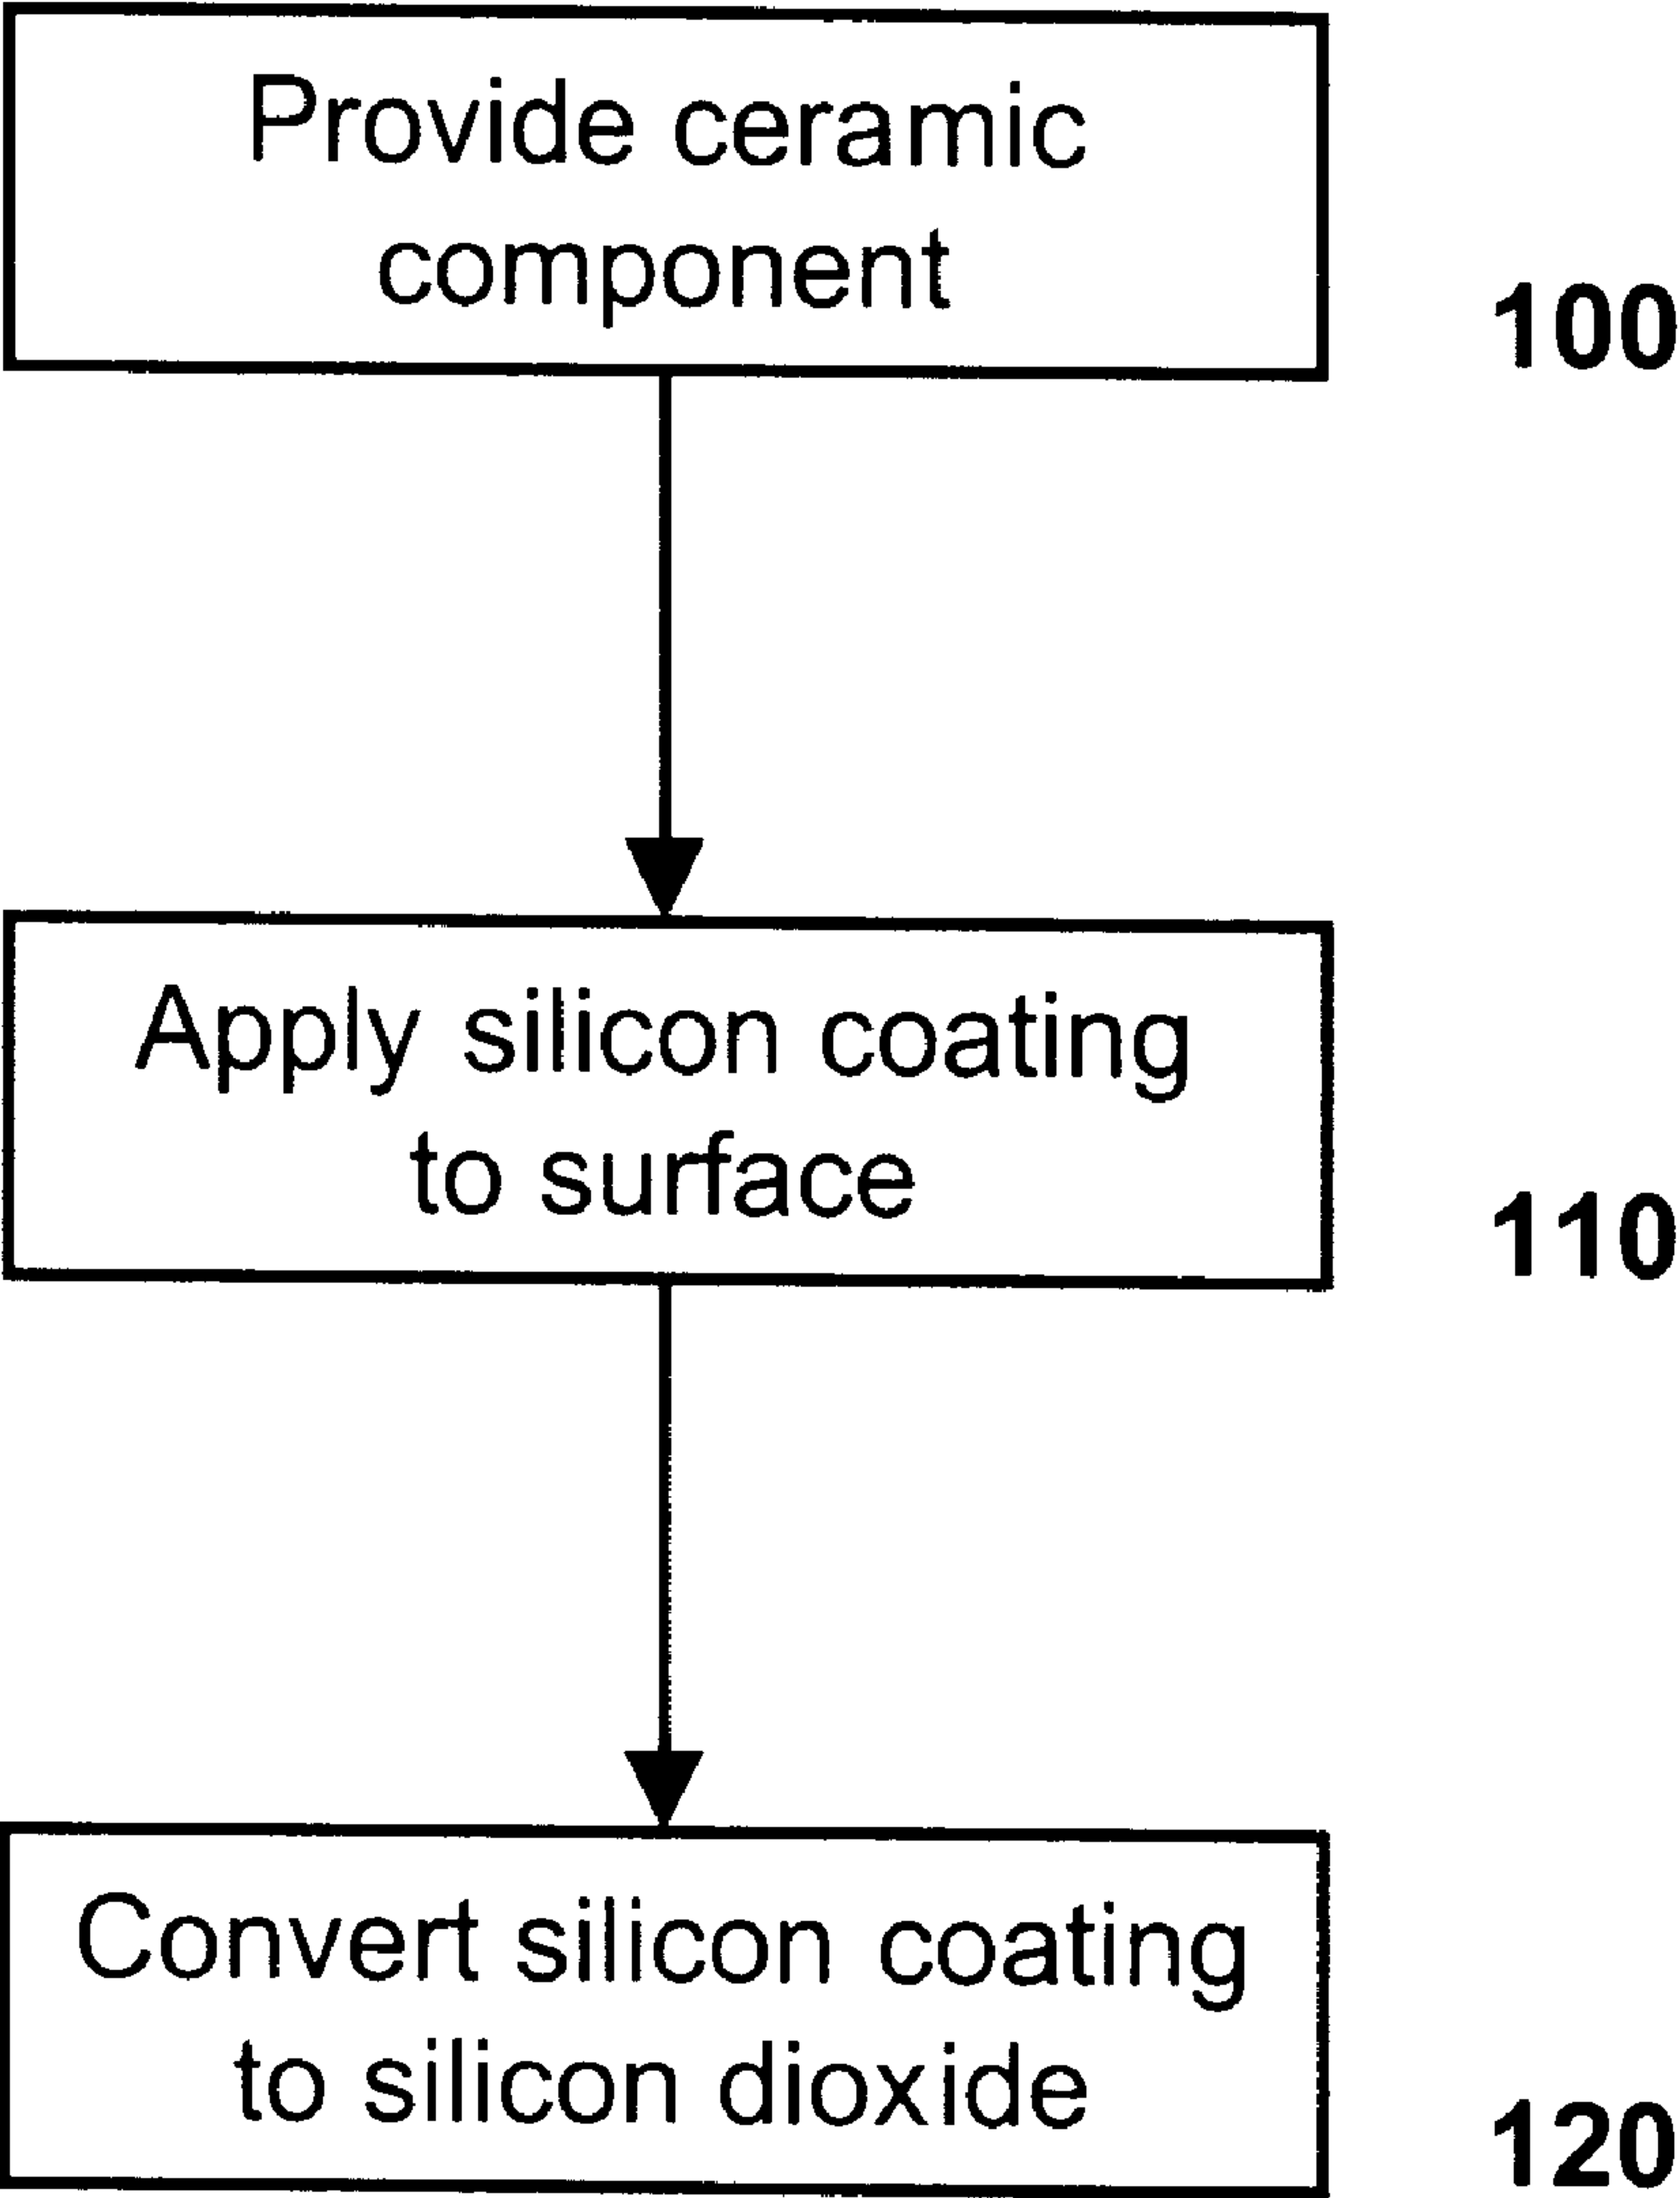 Provide ceramic
component
100
Apply silicon coating
to surface
110
Convert silicon coating
to silicon dioxide
120